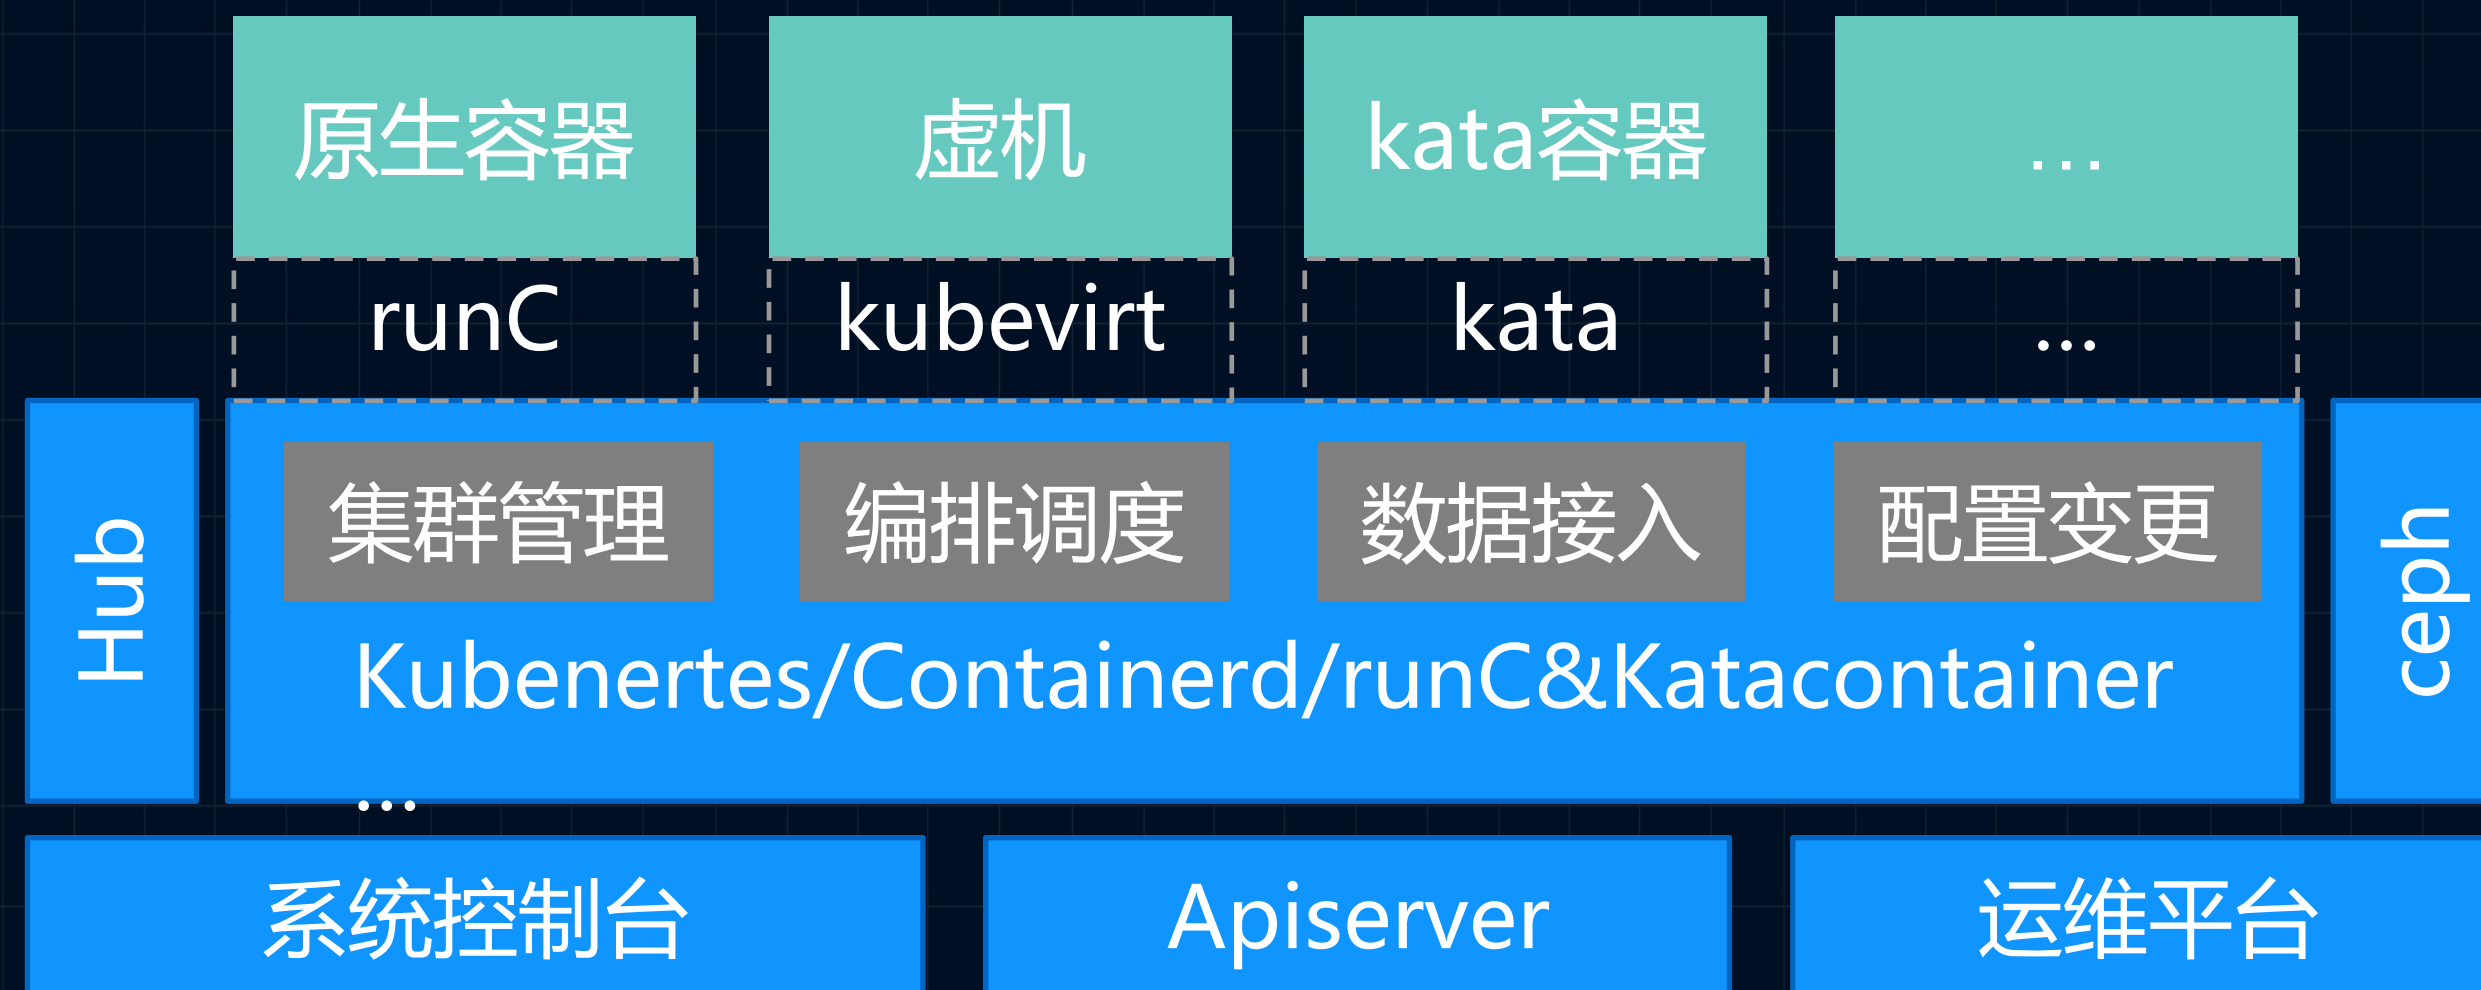 原生容器
虚机
kata容器
...
runC
kubevirt
kata
...
Hub
集群管理
编排调度
数据接入
配置变更
Kubenertes/Containerd/runC&Katacontainer
...
ceph
系统控制台
Apiserver
运维平台